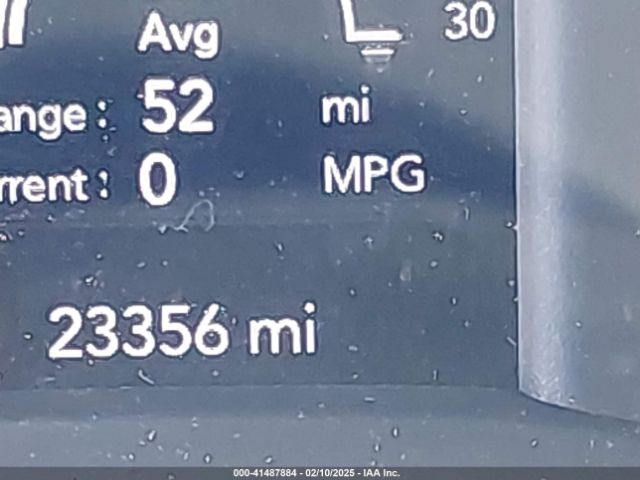 Avg
30
ange: 52 mi
rrent: 0 MPG
23356 mi
000-41487884 - 02/10/2025 - IAA Inc.